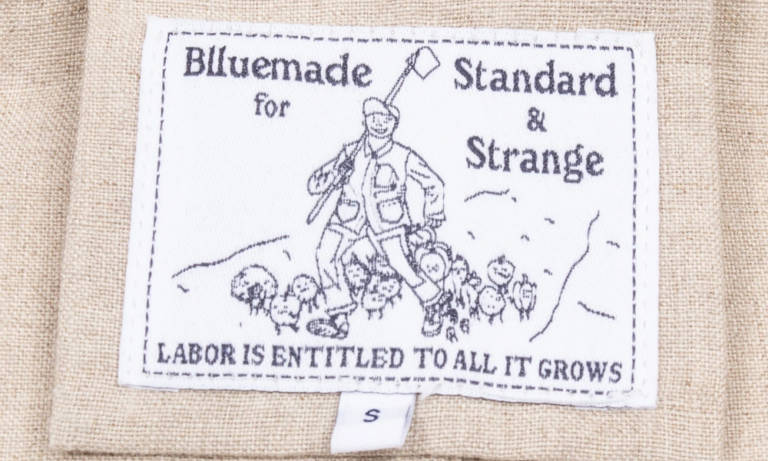 Blluemade
for
Standard
&
Strange
LABOR IS ENTITLED TO ALL IT GROWS
S